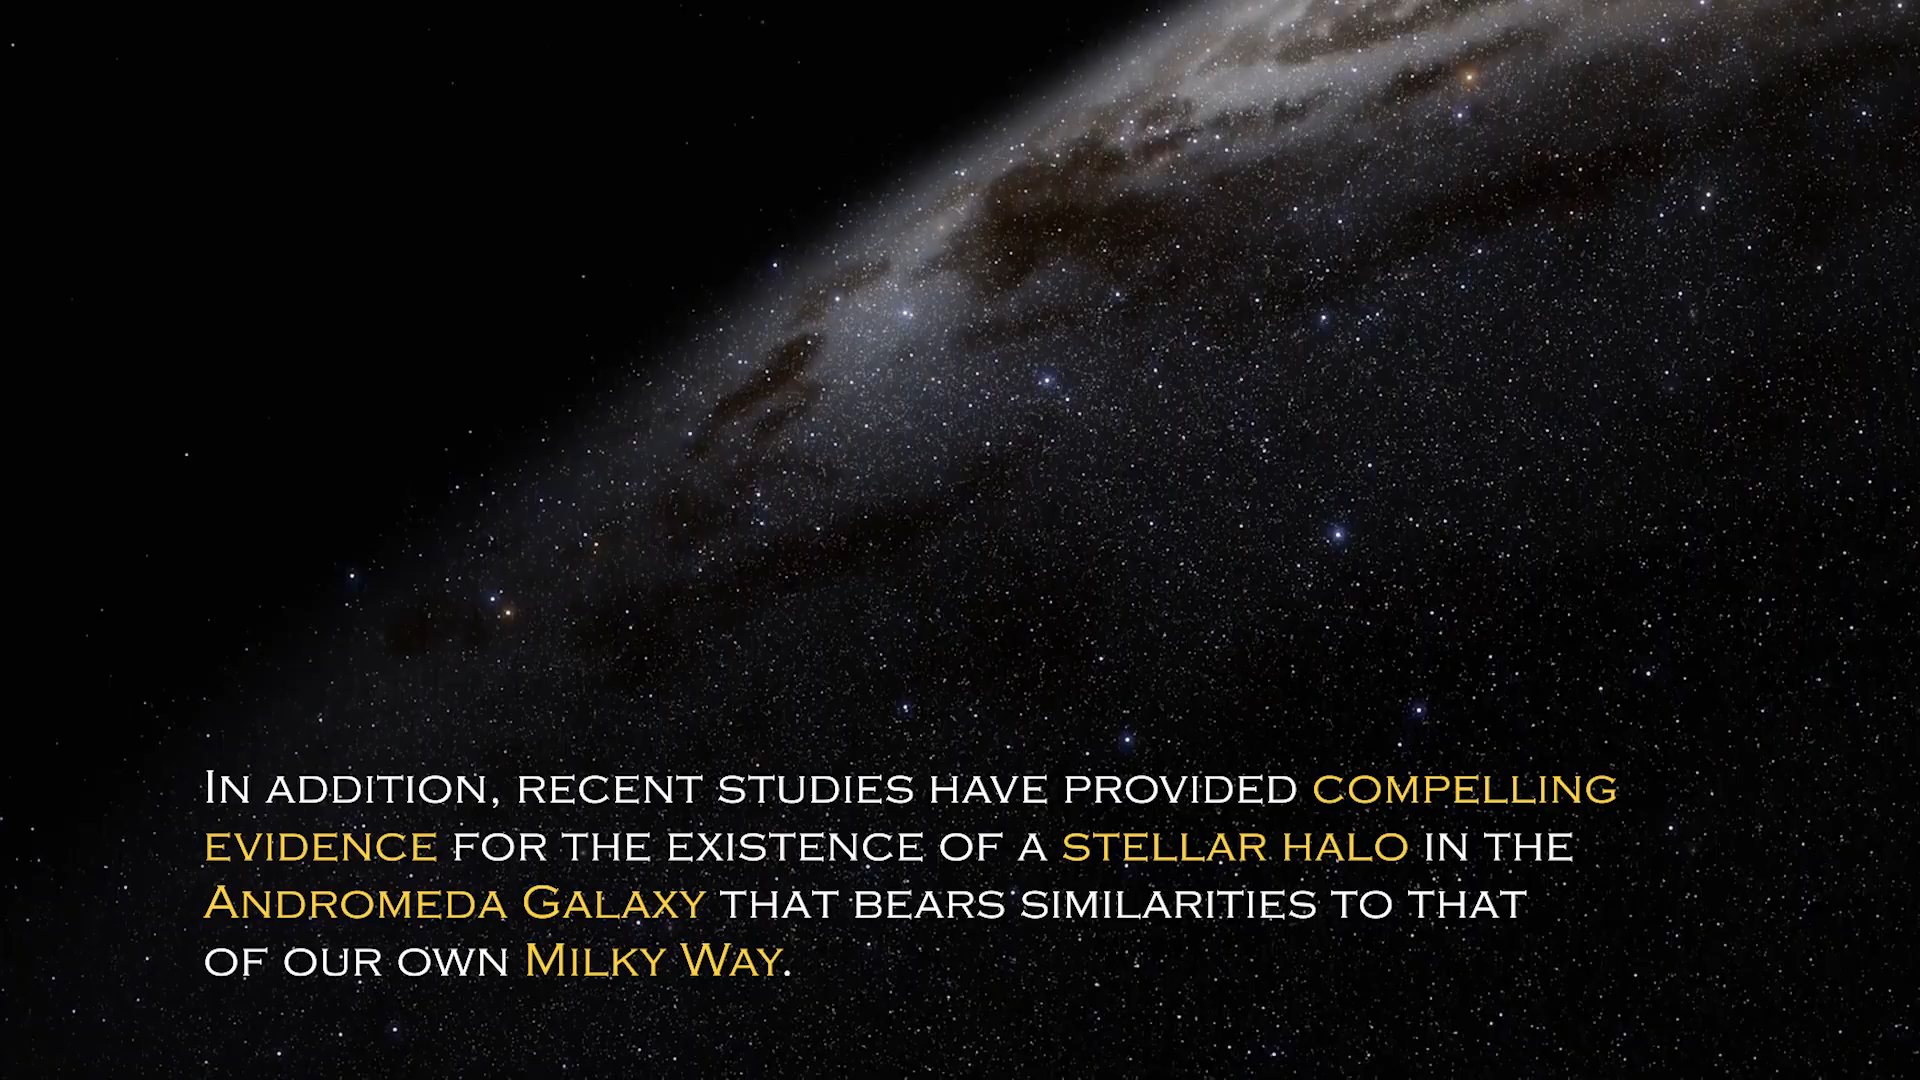 In addition, recent studies have provided compelling
evidence for the existence of a stellar halo in the
Andromeda Galaxy that bears similarities to that
of our own Milky Way.